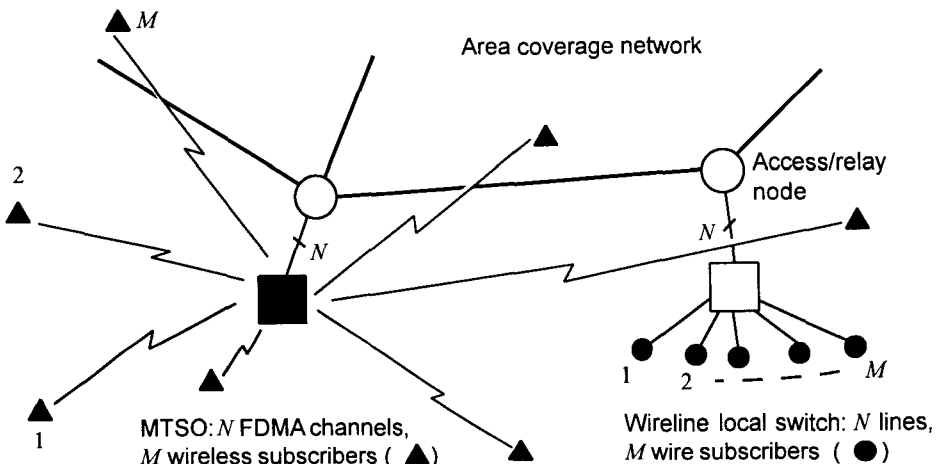 M
Area coverage network
2
Access/relay
node
N
N
1
2
M
1
MTSO: N FDMA channels,
M wireless subscribers ( ▲ )
Wireline local switch: N lines,
M wire subscribers ( ● )